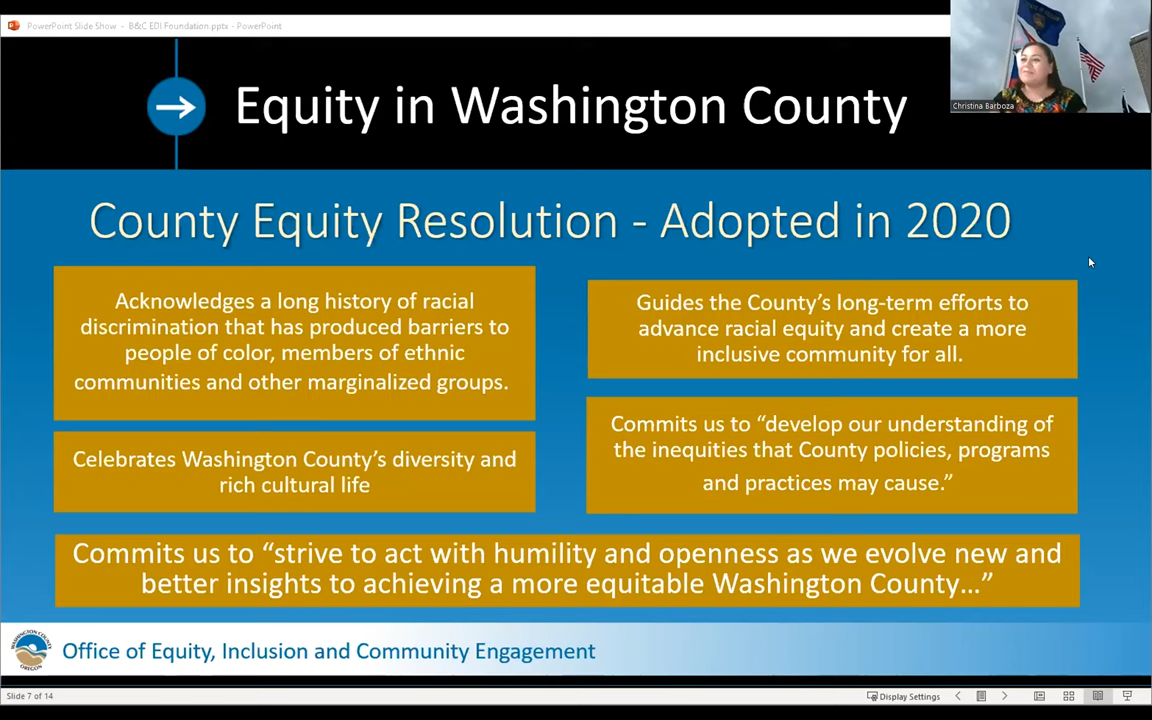 PowerPoint Slide Show - B&C EDI Foundation.pptx - PowerPoint
Christina Barboza
Equity in Washington County
County Equity Resolution - Adopted in 2020
Acknowledges a long history of racial
discrimination that has produced barriers to
people of color, members of ethnic
communities and other marginalized groups.
Celebrates Washington County’s diversity and
rich cultural life
Guides the County’s long-term efforts to
advance racial equity and create a more
inclusive community for all.
Commits us to “develop our understanding of
the inequities that County policies, programs
and practices may cause.”
Commits us to “strive to act with humility and openness as we evolve new and
better insights to achieving a more equitable Washington County…”
WASHINGTON COUNTY
OREGON
Office of Equity, Inclusion and Community Engagement
Slide 7 of 14
Display Settings